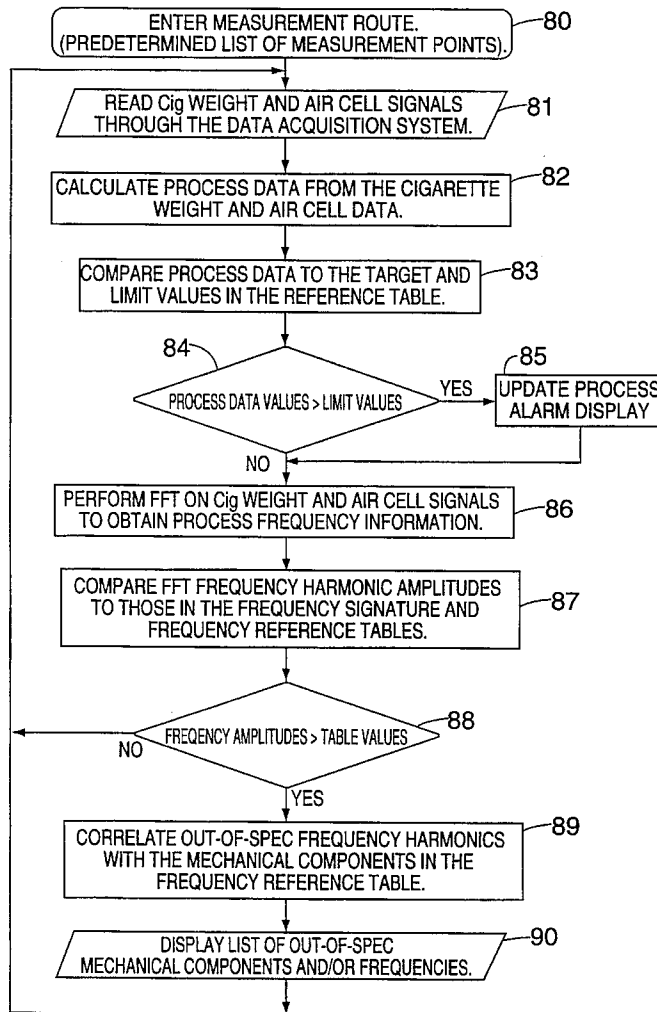 ENTER MEASUREMENT ROUTE.
(PREDETERMINED LIST OF MEASUREMENT POINTS).
80
READ Cig WEIGHT AND AIR CELL SIGNALS
THROUGH THE DATA ACQUISITION SYSTEM.
81
CALCULATE PROCESS DATA FROM THE CIGARETTE
WEIGHT AND AIR CELL DATA.
82
COMPARE PROCESS DATA TO THE TARGET AND
LIMIT VALUES IN THE REFERENCE TABLE.
83
84
PROCESS DATA VALUES > LIMIT VALUES
YES
85
UPDATE PROCESS
ALARM DISPLAY
NO
PERFORM FFT ON Cig WEIGHT AND AIR CELL SIGNALS
TO OBTAIN PROCESS FREQUENCY INFORMATION.
86
COMPARE FFT FREQUENCY HARMONIC AMPLITUDES
TO THOSE IN THE FREQUENCY SIGNATURE AND
FREQUENCY REFERENCE TABLES.
87
FREQENCY AMPLITUDES > TABLE VALUES
88
NO
YES
CORRELATE OUT-OF-SPEC FREQUENCY HARMONICS
WITH THE MECHANICAL COMPONENTS IN THE
FREQUENCY REFERENCE TABLE.
89
DISPLAY LIST OF OUT-OF-SPEC
MECHANICAL COMPONENTS AND/OR FREQUENCIES.
90